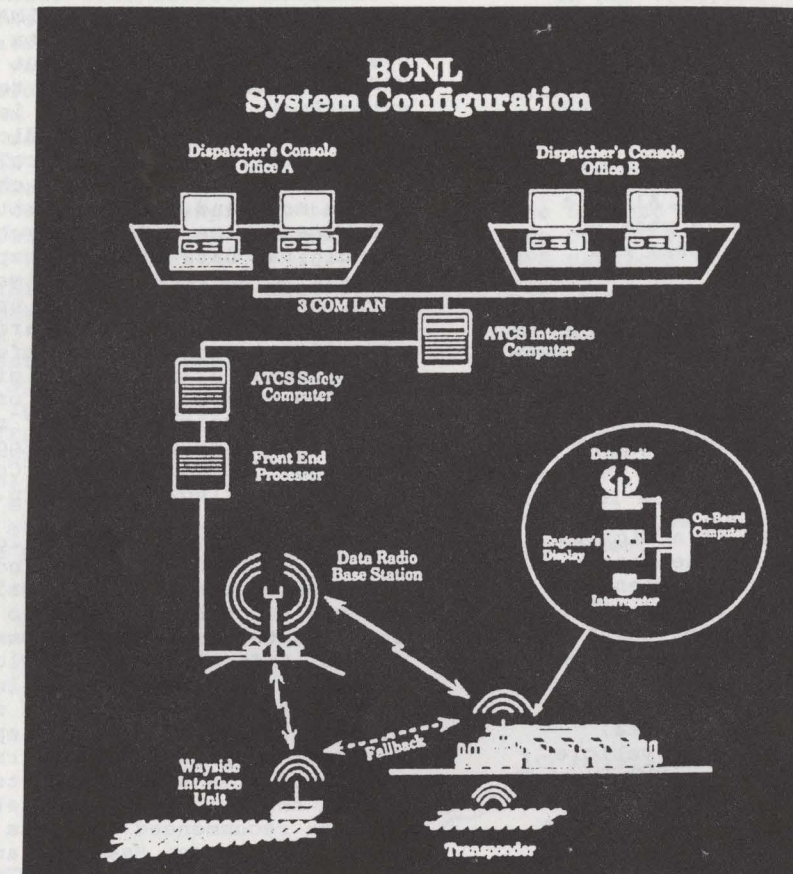 BCNL
System Configuration
Dispatcher's Console
Office A
Dispatcher's Console
Office B
3 COM LAN
ATCS Interface
Computer
ATCS Safety
Computer
Front End
Processor
Data Radio
Base Station
Data Radio
On-Board
Computer
Engineer's
Display
Interrogator
Fallback
Wayside
Interface
Unit
Transponder